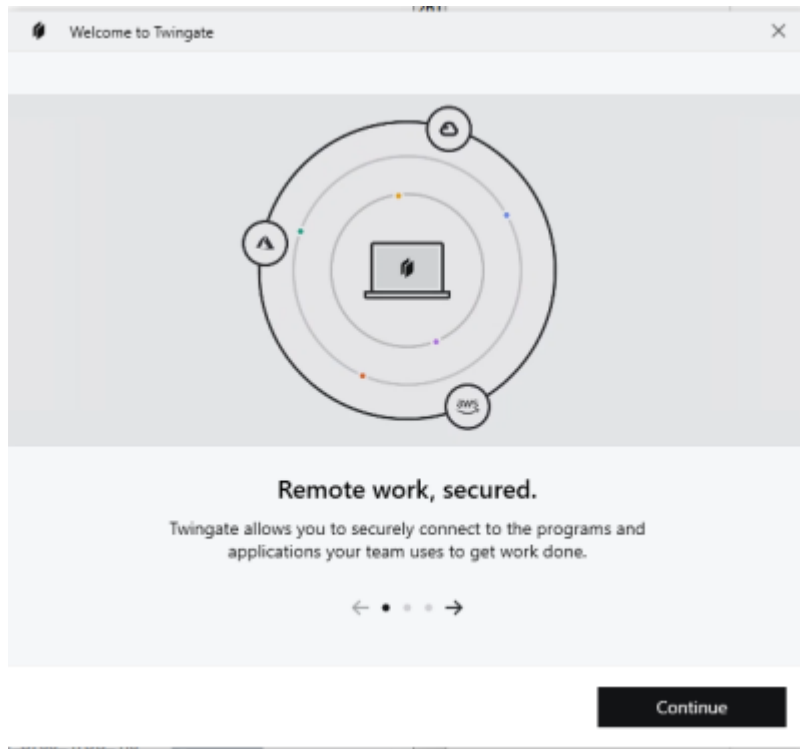 Welcome to Twingate
aws
Remote work, secured.
Twingate allows you to securely connect to the programs and
applications your team uses to get work done.
Continue